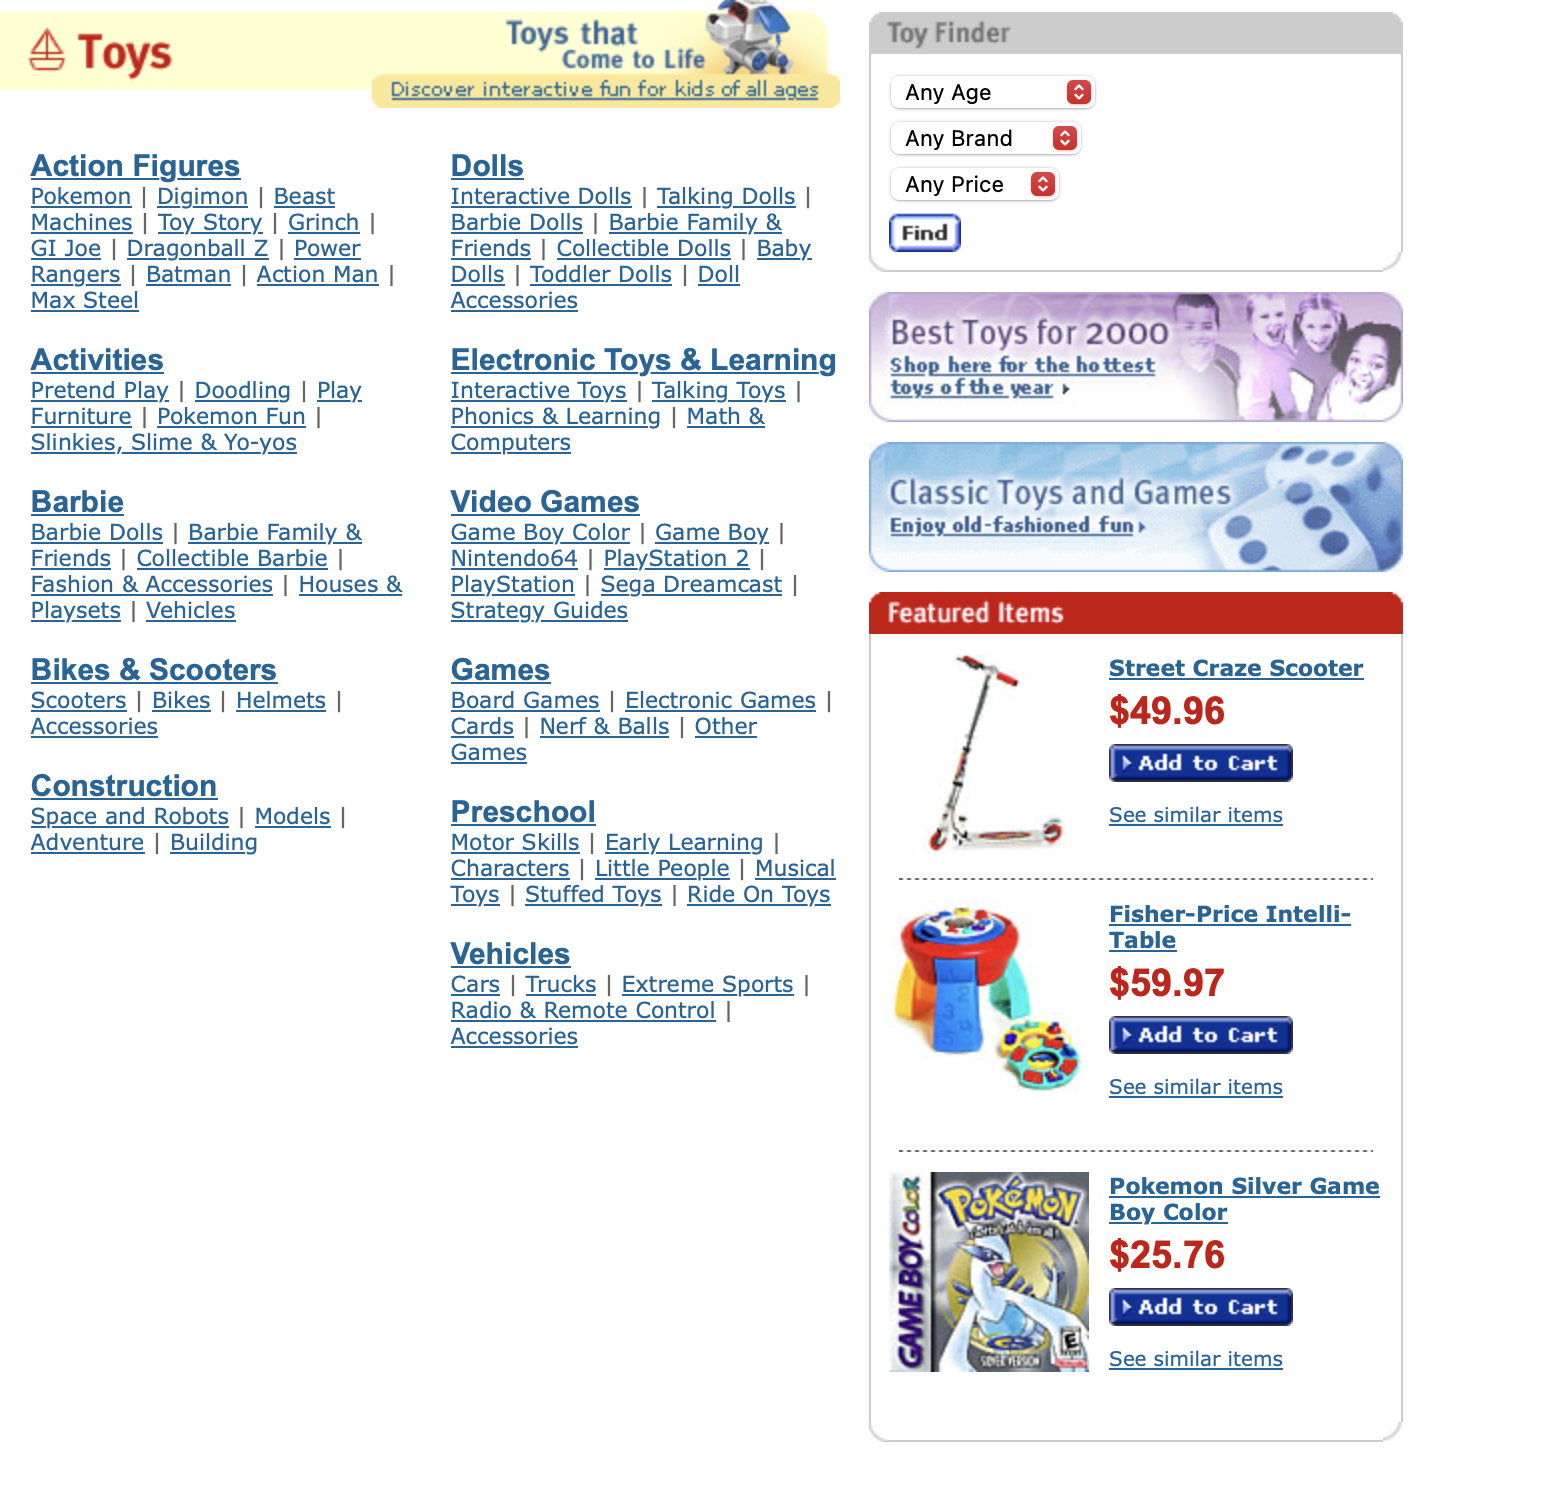 Toys
Toys that
Come to Life
Discover interactive fun for kids of all ages
Action Figures
Pokemon | Digimon | Beast
Machines | Toy Story | Grinch |
GI Joe | Dragonball Z | Power
Rangers | Batman | Action Man |
Max Steel
Activities
Pretend Play | Doodling | Play
Furniture | Pokemon Fun |
Slinkies, Slime & Yo-yos
Barbie
Barbie Dolls | Barbie Family &
Friends | Collectible Barbie |
Fashion & Accessories | Houses &
Playsets | Vehicles
Bikes & Scooters
Scooters | Bikes | Helmets |
Accessories
Construction
Space and Robots | Models |
Adventure | Building
Dolls
Interactive Dolls | Talking Dolls |
Barbie Dolls | Barbie Family &
Friends | Collectible Dolls | Baby
Dolls | Toddler Dolls | Doll
Accessories
Electronic Toys & Learning
Interactive Toys | Talking Toys |
Phonics & Learning | Math &
Computers
Video Games
Game Boy Color | Game Boy |
Nintendo64 | PlayStation 2 |
PlayStation | Sega Dreamcast |
Strategy Guides
Games
Board Games | Electronic Games |
Cards | Nerf & Balls | Other
Games
Preschool
Motor Skills | Early Learning |
Characters | Little People | Musical
Toys | Stuffed Toys | Ride On Toys
Vehicles
Cars | Trucks | Extreme Sports |
Radio & Remote Control |
Accessories
Toy Finder
Any Age
Any Brand
Any Price
Find
Best Toys for 2000
Shop here for the hottest
toys of the year
Classic Toys and Games
Enjoy old-fashioned fun
Featured Items
Street Craze Scooter
$49.96
Add to Cart
See similar items
Fisher-Price Intelli-
Table
$59.97
Add to Cart
See similar items
GAME BOY COLOR
POKéMON
SILVER VERSION
E
Pokemon Silver Game
Boy Color
$25.76
Add to Cart
See similar items